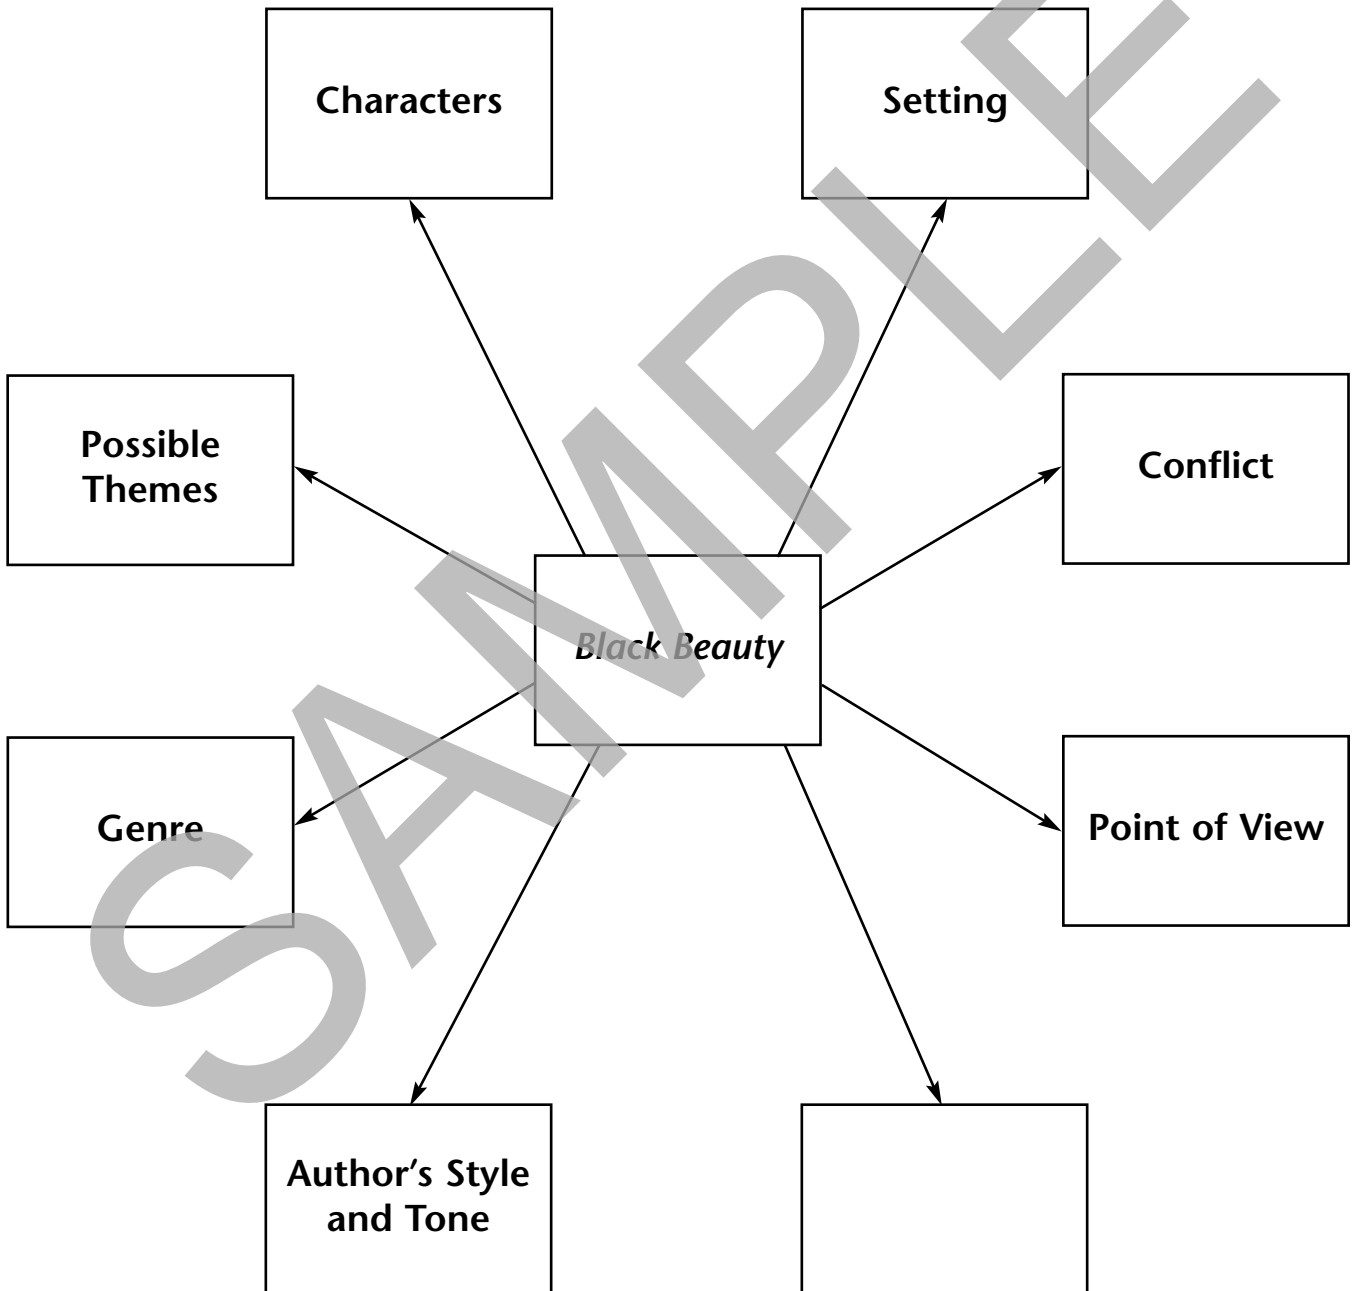 Characters
Setting
Possible
Themes
Conflict
Black Beauty
Genre
Point of View
Author's Style
and Tone
SAMPLE